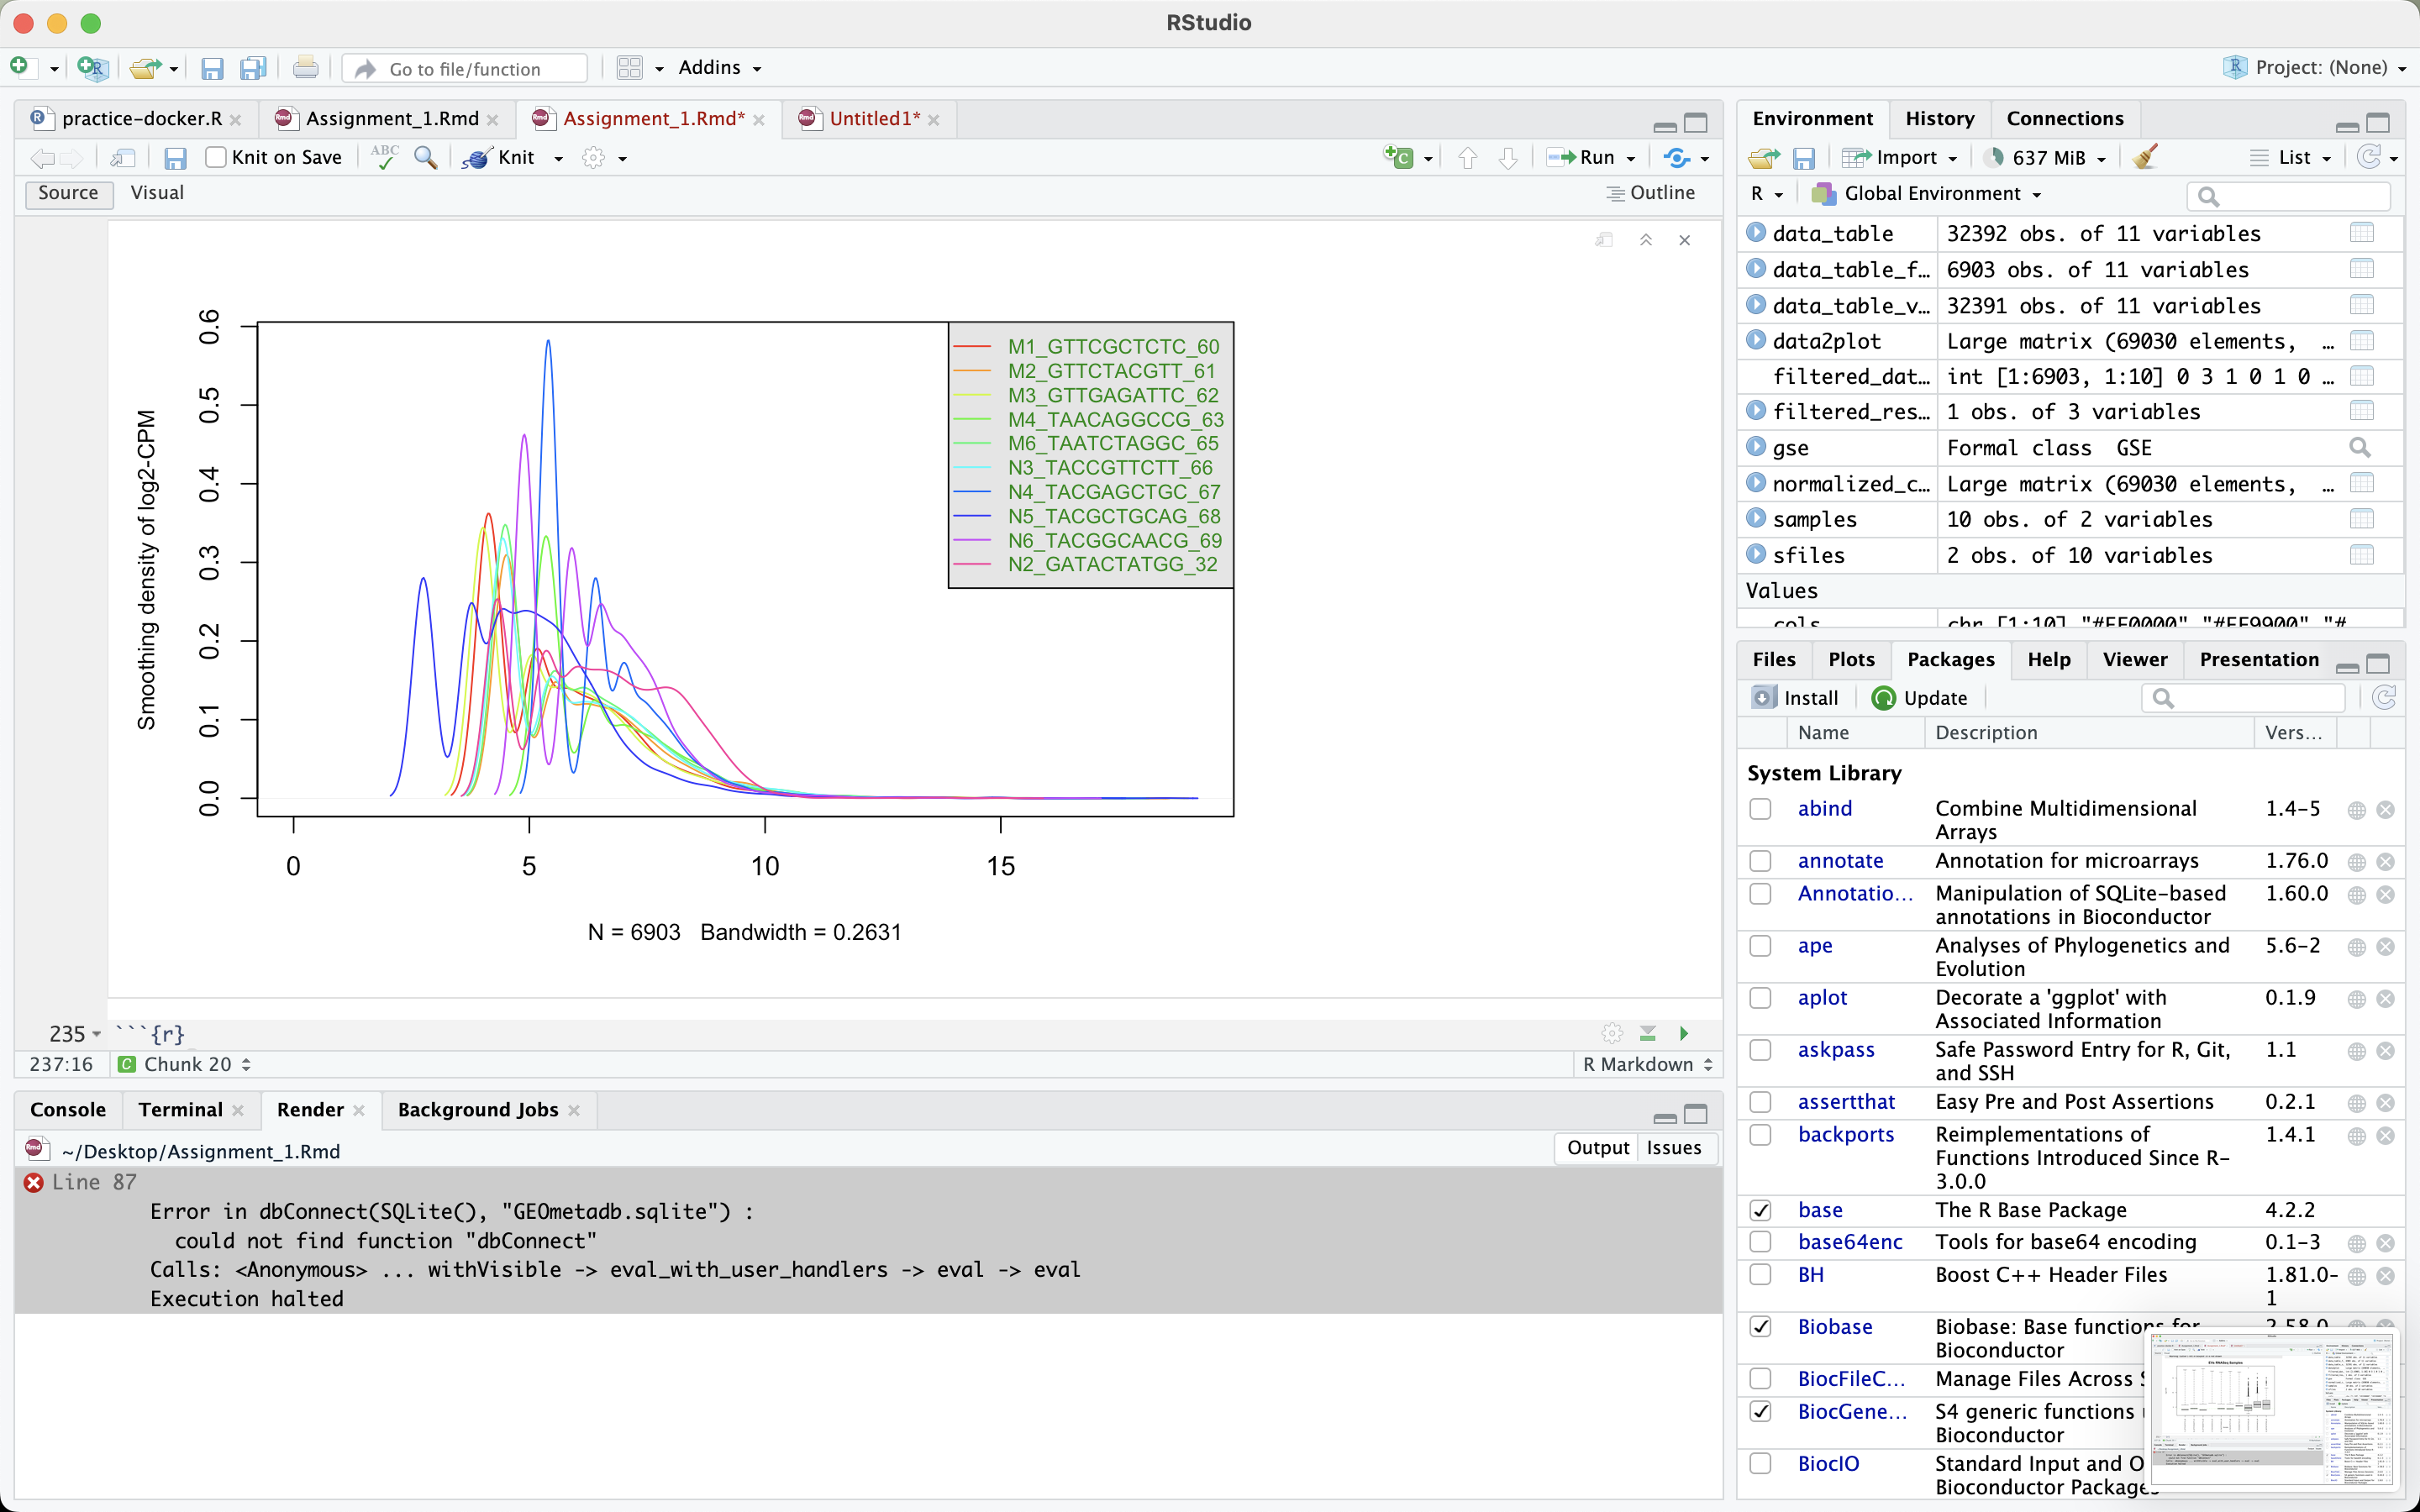 RStudio
Go to file/function
Addins
Project: (None)
practice-docker.R
Assignment_1.Rmd
Assignment_1.Rmd*
Untitled1*
Knit on Save
ABC
Knit
Run
Source
Visual
Outline
Smoothing density of log2-CPM
0.6
0.5
0.4
0.3
0.2
0.1
0.0
M1_GTTCGCTCTC_60
M2_GTTCTACGTT_61
M3_GTTGAGATTC_62
M4_TAACAGGCCG_63
M6_TAATCTAGGC_65
N3_TACCGTTCTT_66
N4_TACGAGCTGC_67
N5_TACGCTGCAG_68
N6_TACGGCAACG_69
N2_GATACTATGG_32
0 5 10 15
N = 6903 Bandwidth = 0.2631
235 ```{r}
237:16 C Chunk 20
R Markdown
Console
Terminal
Render
Background Jobs
~/Desktop/Assignment_1.Rmd
Output
Issues
Line 87
Error in dbConnect(SQLite(), "GEOmetadb.sqlite") :
could not find function "dbConnect"
Calls: <Anonymous> ... withVisible -> eval_with_user_handlers -> eval -> eval
Execution halted
Environment
History
Connections
Import
637 MiB
List
R
Global Environment
data_table 32392 obs. of 11 variables
data_table_f… 6903 obs. of 11 variables
data_table_v… 32391 obs. of 11 variables
data2plot Large matrix (69030 elements, …
filtered_dat… int [1:6903, 1:10] 0 3 1 0 1 0 …
filtered_res… 1 obs. of 3 variables
gse Formal class GSE
normalized_c… Large matrix (69030 elements, …
samples 10 obs. of 2 variables
sfiles 2 obs. of 10 variables
Values
cols chr [1:10] "#FF0000" "#FF9900" "#
Files
Plots
Packages
Help
Viewer
Presentation
Install
Update
Name Description Vers…
System Library
abind Combine Multidimensional 1.4-5
Arrays
annotate Annotation for microarrays 1.76.0
Annotatio… Manipulation of SQLite-based 1.60.0
annotations in Bioconductor
ape Analyses of Phylogenetics and 5.6-2
Evolution
aplot Decorate a 'ggplot' with 0.1.9
Associated Information
askpass Safe Password Entry for R, Git, 1.1
and SSH
assertthat Easy Pre and Post Assertions 0.2.1
backports Reimplementations of 1.4.1
Functions Introduced Since R-
3.0.0
base The R Base Package 4.2.2
base64enc Tools for base64 encoding 0.1-3
BH Boost C++ Header Files 1.81.0-
1
Biobase Biobase: Base functions for 2.58.0
Bioconductor
BiocFileC… Manage Files Across
BiocGene… S4 generic functions
Bioconductor
BiocIO Standard Input and
Bioconductor Packages